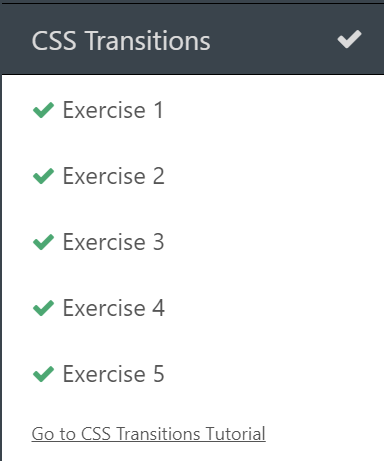 CSS Transitions
Exercise 1
Exercise 2
Exercise 3
Exercise 4
Exercise 5
Go to CSS Transitions Tutorial